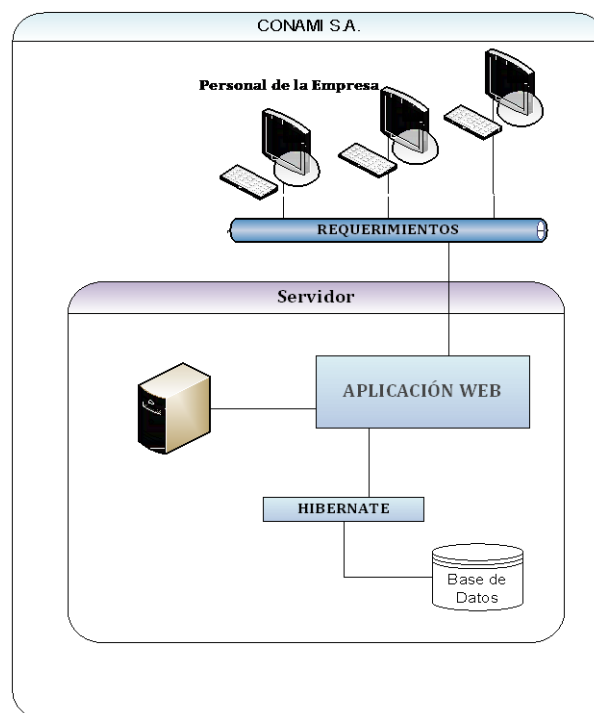 CONAMI S.A.
Personal de la Empresa
REQUERIMIENTOS
Servidor
APLICACIÓN WEB
HIBERNATE
Base de
Datos